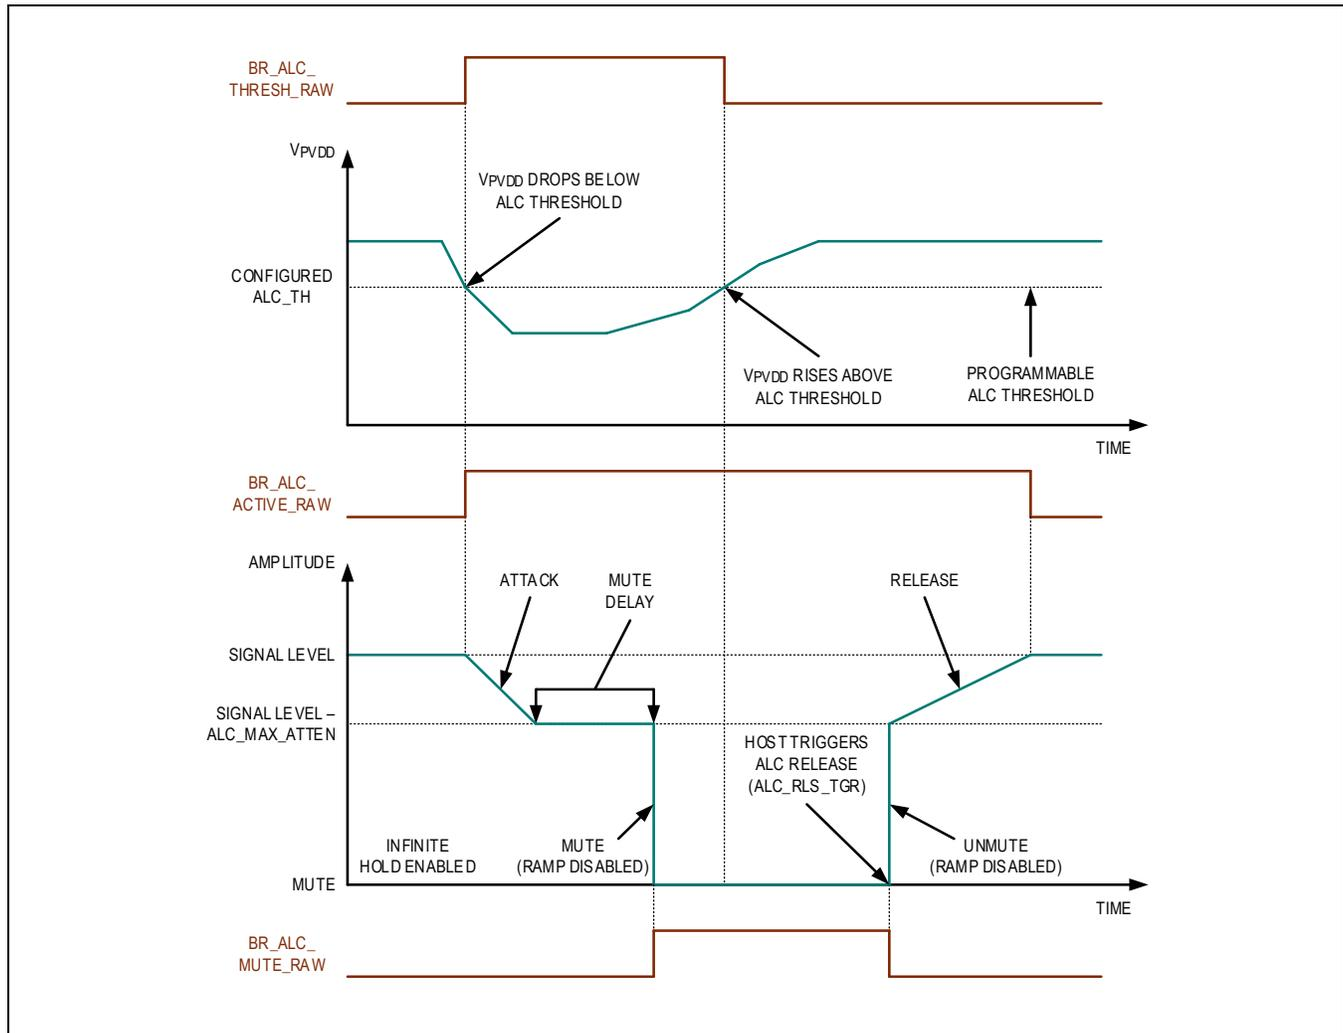 BR_ALC_
THRESH_RAW
VPVDD
VPVDD DROPS BELOW
ALC THRESHOLD
CONFIGURED
ALC_TH
VPVDD RISES ABOVE
ALC THRESHOLD
PROGRAMMABLE
ALC THRESHOLD
TIME
BR_ALC_
ACTIVE_RAW
AMPLITUDE
ATTACK
MUTE
DELAY
RELEASE
SIGNAL LEVEL
SIGNAL LEVEL –
ALC_MAX_ATTEN
HOST TRIGGERS
ALC RELEASE
(ALC_RLS_TGR)
INFINITE
HOLD ENABLED
MUTE
(RAMP DISABLED)
UNMUTE
(RAMP DISABLED)
MUTE
TIME
BR_ALC_
MUTE_RAW